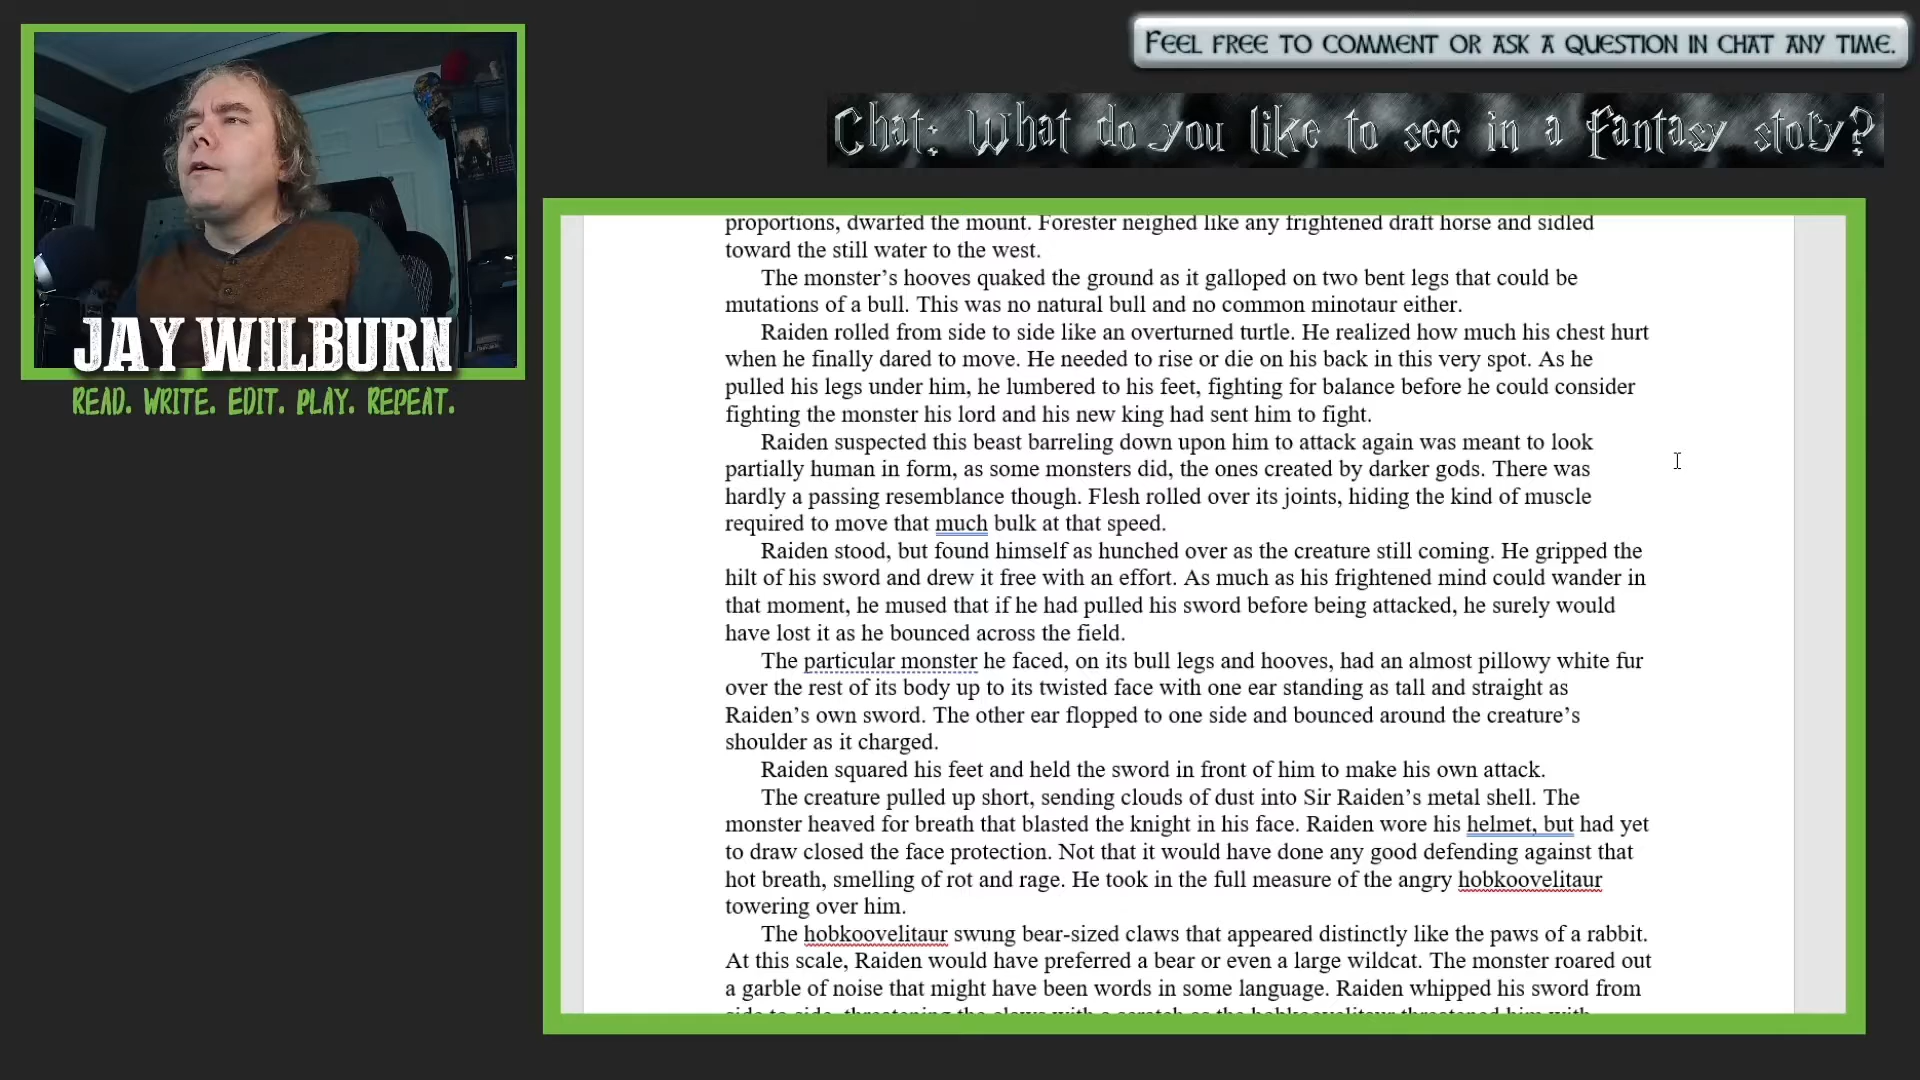 FEEL FREE TO COMMENT OR ASK A QUESTION IN CHAT ANY TIME.
Chat: What do you like to see in a fantasy story?
JAY WILBURN
READ. WRITE. EDIT. PLAY. REPEAT.
proportions, dwarfed the mount. Forester neighed like any frightened draft horse and sidled
toward the still water to the west.
The monster’s hooves quaked the ground as it galloped on two bent legs that could be
mutations of a bull. This was no natural bull and no common minotaur either.
Raiden rolled from side to side like an overturned turtle. He realized how much his chest hurt
when he finally dared to move. He needed to rise or die on his back in this very spot. As he
pulled his legs under him, he lumbered to his feet, fighting for balance before he could consider
fighting the monster his lord and his new king had sent him to fight.
Raiden suspected this beast barreling down upon him to attack again was meant to look
partially human in form, as some monsters did, the ones created by darker gods. There was
hardly a passing resemblance though. Flesh rolled over its joints, hiding the kind of muscle
required to move that much bulk at that speed.
Raiden stood, but found himself as hunched over as the creature still coming. He gripped the
hilt of his sword and drew it free with an effort. As much as his frightened mind could wander in
that moment, he mused that if he had pulled his sword before being attacked, he surely would
have lost it as he bounced across the field.
The particular monster he faced, on its bull legs and hooves, had an almost pillowy white fur
over the rest of its body up to its twisted face with one ear standing as tall and straight as
Raiden’s own sword. The other ear flopped to one side and bounced around the creature’s
shoulder as it charged.
Raiden squared his feet and held the sword in front of him to make his own attack.
The creature pulled up short, sending clouds of dust into Sir Raiden’s metal shell. The
monster heaved for breath that blasted the knight in his face. Raiden wore his helmet, but had yet
to draw closed the face protection. Not that it would have done any good defending against that
hot breath, smelling of rot and rage. He took in the full measure of the angry hobkoovelitaur
towering over him.
The hobkoovelitaur swung bear-sized claws that appeared distinctly like the paws of a rabbit.
At this scale, Raiden would have preferred a bear or even a large wildcat. The monster roared out
a garble of noise that might have been words in some language. Raiden whipped his sword from
side to side, threatening the claws with a scratch as the hobkoovelitaur threatened him with